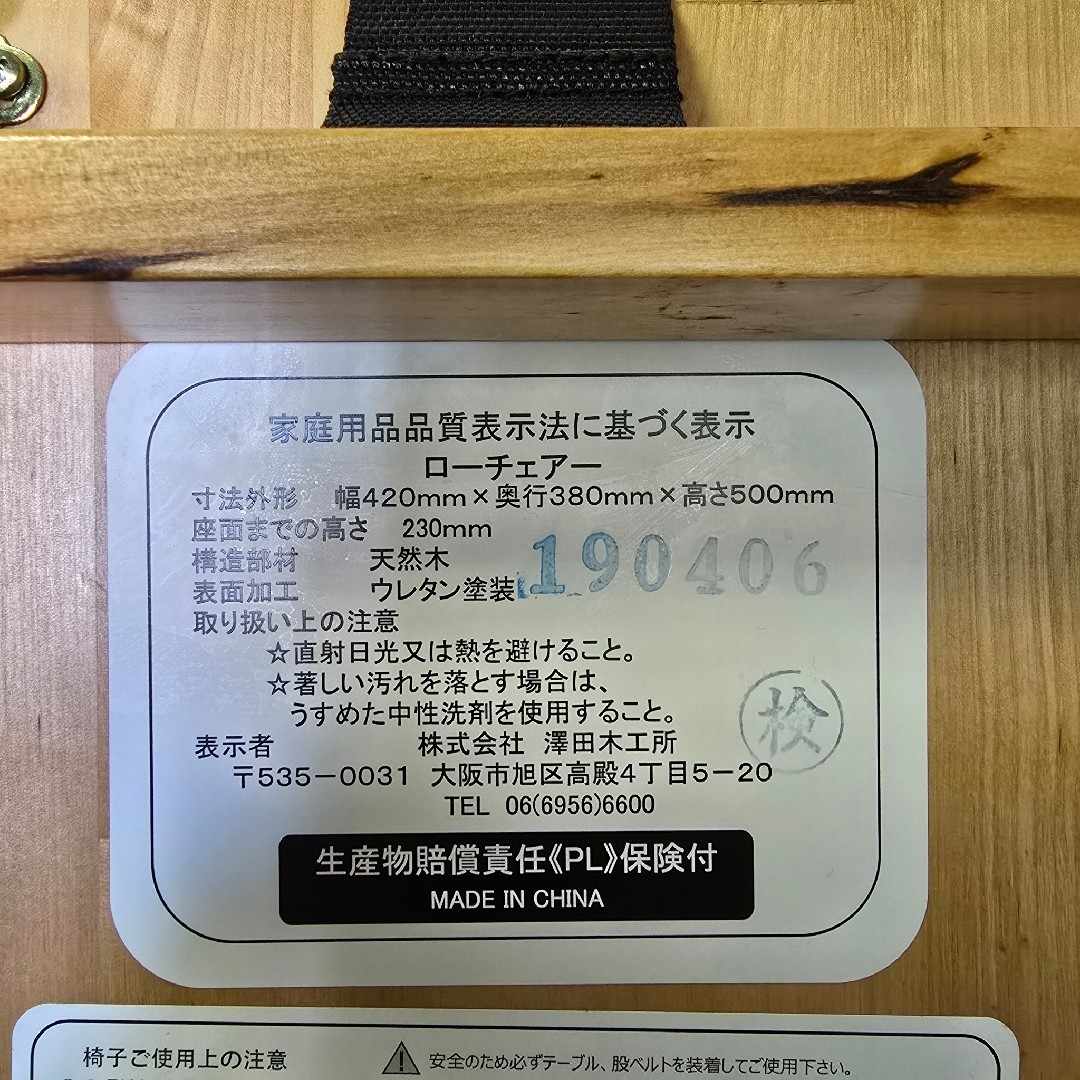 家庭用品品質表示法に基づく表示
ローチェアー
寸法外形 幅420mm×奥行380mm×高さ500mm
座面までの高さ 230mm
構造部材 天然木
表面加工 ウレタン塗装
190406
取り扱い上の注意
☆直射日光又は熱を避けること。
☆著しい汚れを落とす場合は、
うすめた中性洗剤を使用すること。
検
表示者 株式会社 澤田木工所
〒535-0031 大阪市旭区高殿4丁目5-20
TEL 06(6956)6600
生産物賠償責任《PL》保険付
MADE IN CHINA
椅子ご使用上の注意 安全のため必ずテーブル、股ベルトを装着してご使用下さい。